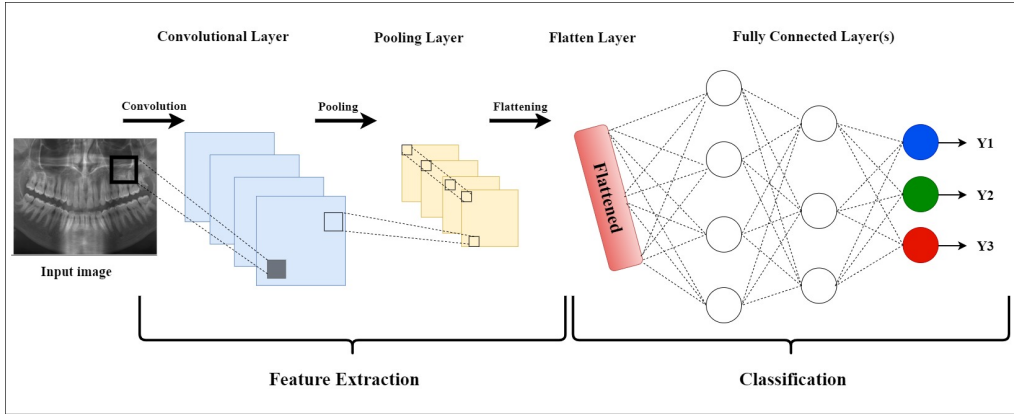 Convolutional Layer
Pooling Layer
Flatten Layer
Fully Connected Layer(s)
Convolution
Pooling
Flattening
Flattened
Y1
Y2
Y3
Input image
Feature Extraction
Classification